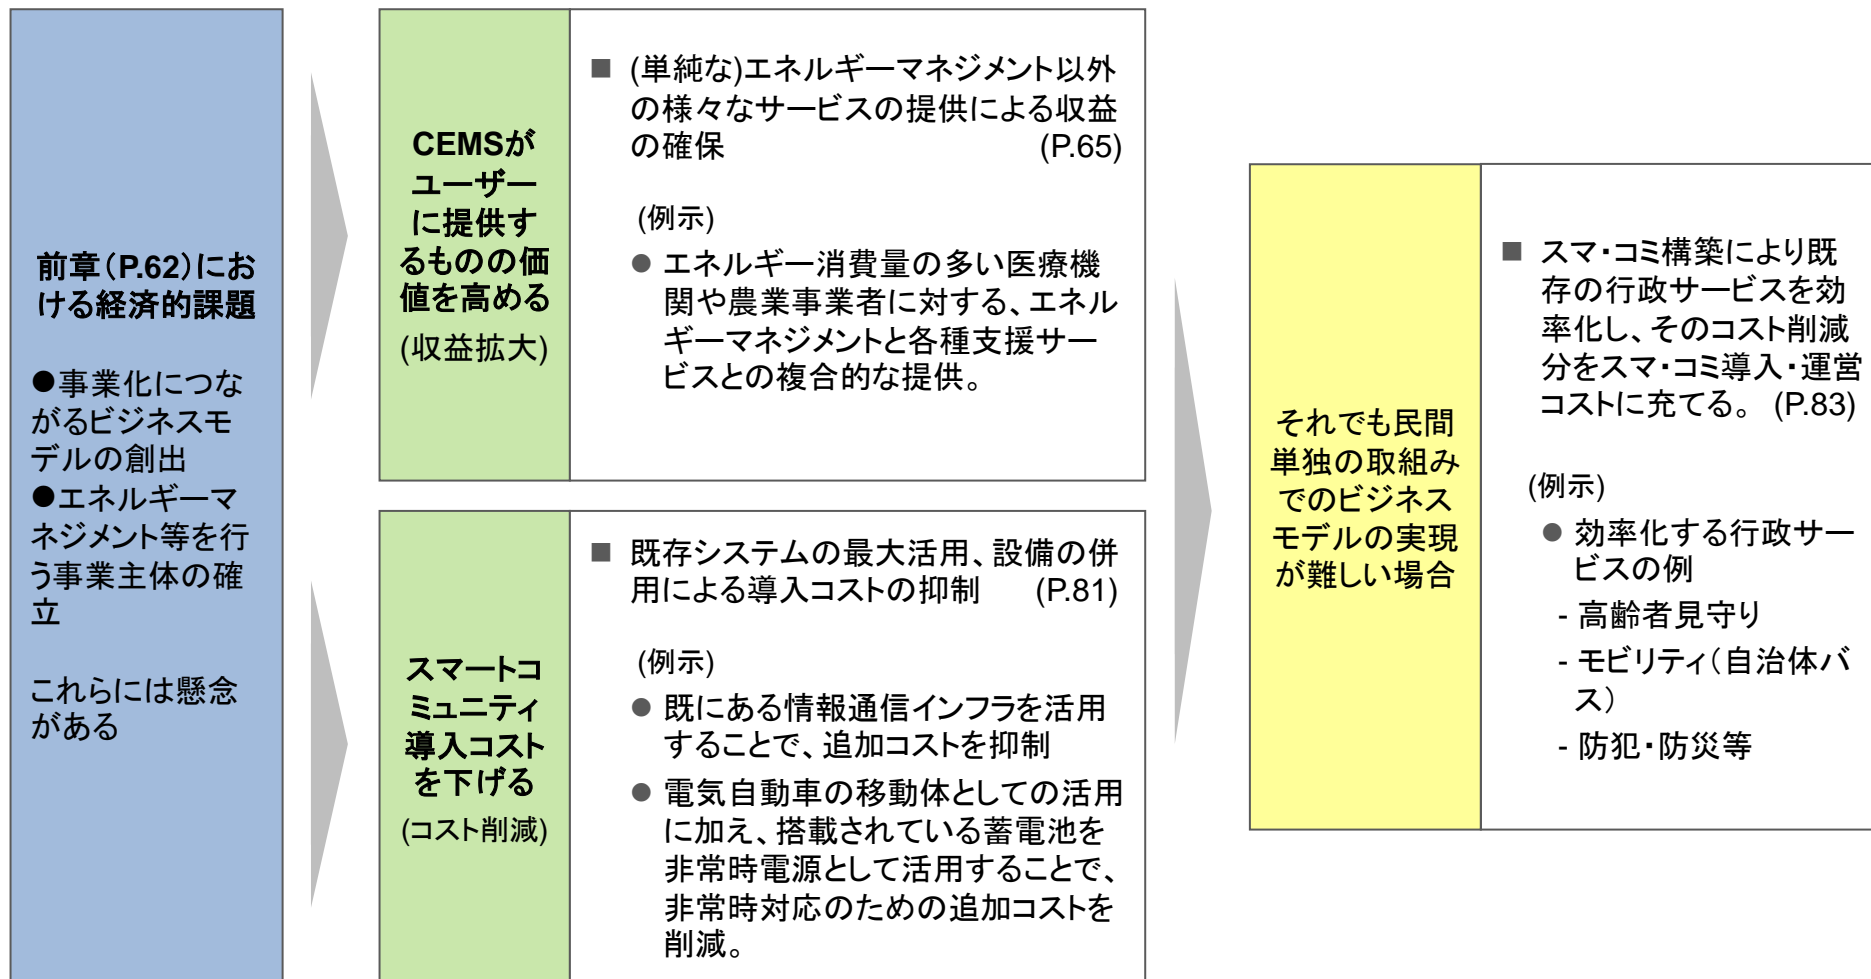 前章(P.62)にお
ける経済的課題
●事業化につな
がるビジネスモ
デルの創出
●エネルギーマ
ネジメント等を行
う事業主体の確
立
これらには懸念
がある
CEMSが
ユーザー
に提供す
るものの価
値を高める
(収益拡大)
■ (単純な)エネルギーマネジメント以外
の様々なサービスの提供による収益
の確保 (P.65)
(例示)
● エネルギー消費量の多い医療機
関や農業事業者に対する、エネル
ギーマネジメントと各種支援サー
ビスとの複合的な提供。
スマートコ
ミュニティ
導入コスト
を下げる
(コスト削減)
■ 既存システムの最大活用、設備の併
用による導入コストの抑制 (P.81)
(例示)
● 既にある情報通信インフラを活用
することで、追加コストを抑制
● 電気自動車の移動体としての活用
に加え、搭載されている蓄電池を
非常時電源として活用することで、
非常時対応のための追加コストを
削減。
それでも民間
単独の取組み
でのビジネス
モデルの実現
が難しい場合
■ スマ・コミ構築により既
存の行政サービスを効
率化し、そのコスト削減
分をスマ・コミ導入・運営
コストに充てる。 (P.83)
(例示)
● 効率化する行政サー
ビスの例
- 高齢者見守り
- モビリティ(自治体バ
ス)
- 防犯・防災等